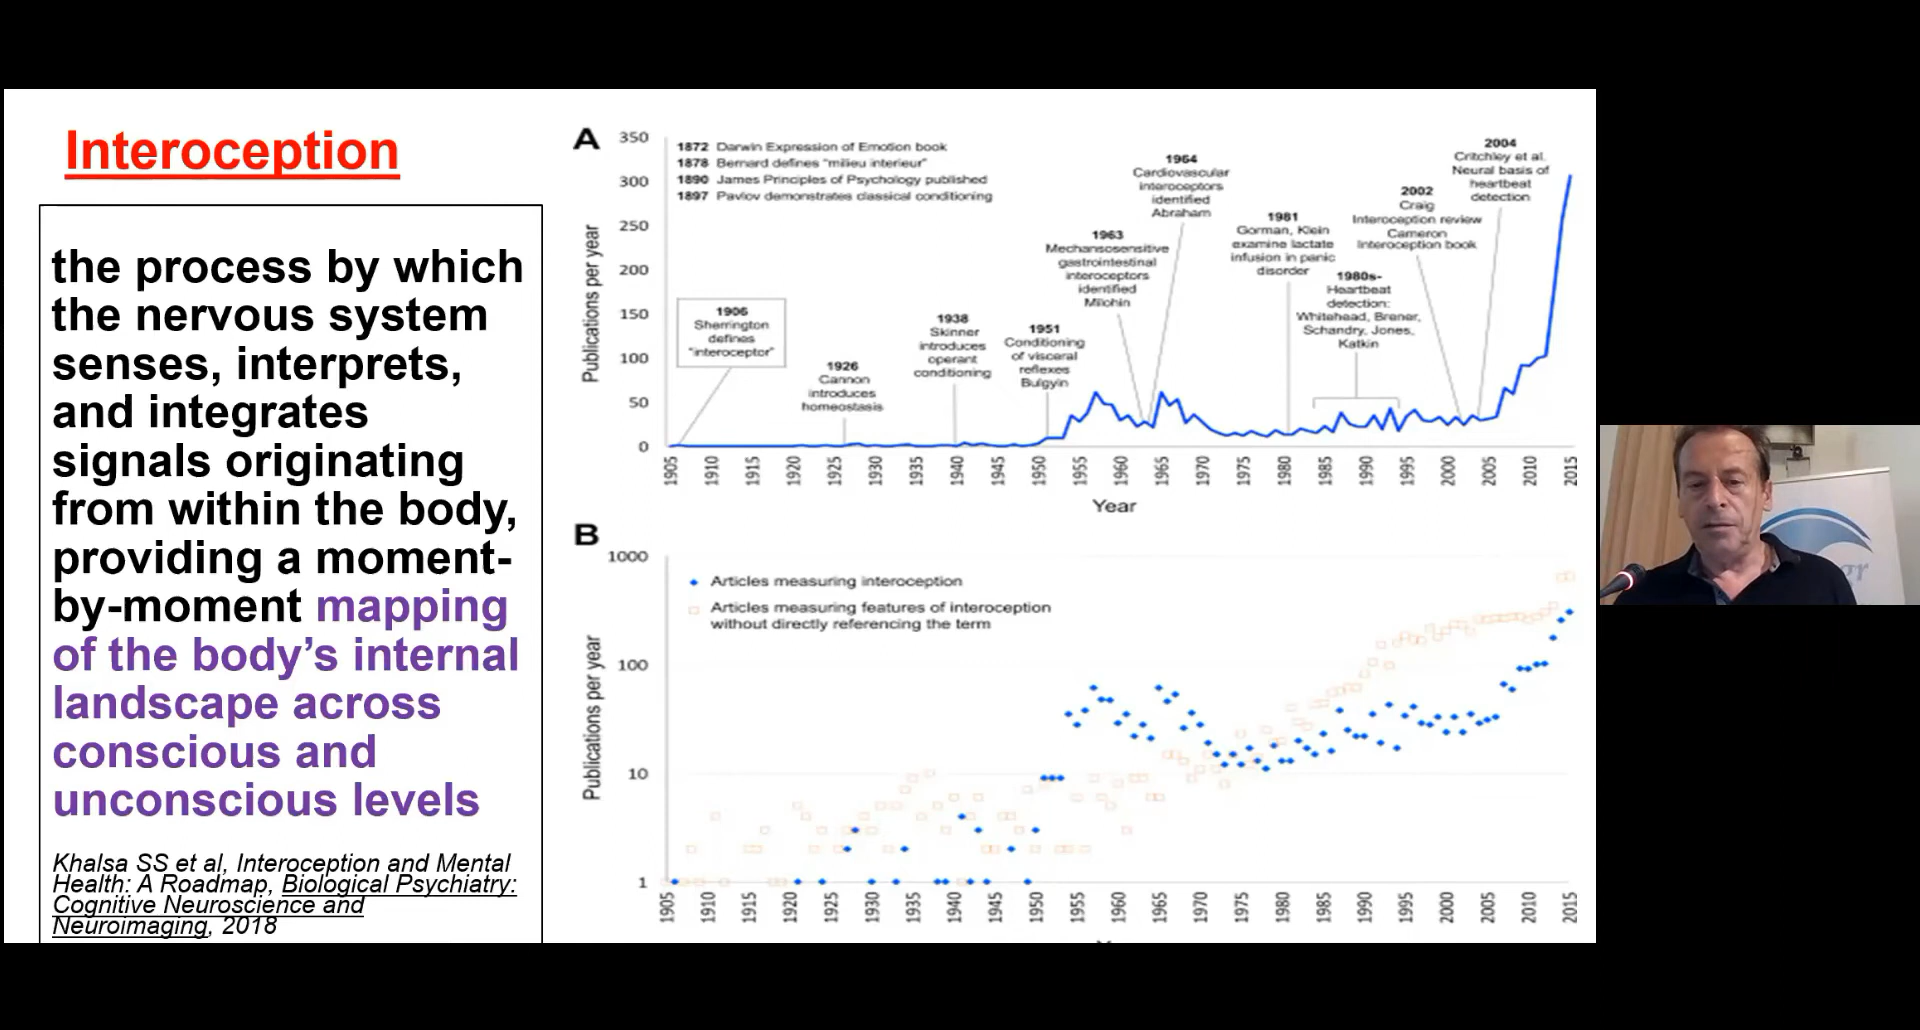 Interoception
the process by which
the nervous system
senses, interprets,
and integrates
signals originating
from within the body,
providing a moment-
by-moment mapping
of the body’s internal
landscape across
conscious and
unconscious levels
Khalsa SS et al, Interoception and Mental
Health: A Roadmap, Biological Psychiatry:
Cognitive Neuroscience and
Neuroimaging, 2018
A
350
300
250
200
150
100
50
0
Publications per year
1872 Darwin Expression of Emotion book
1878 Bernard defines "milieu interieur"
1890 James Principles of Psychology published
1897 Pavlov demonstrates classical conditioning
1906
Sherrington
defines
"interoceptor"
1926
Cannon
introduces
homeostasis
1938
Skinner
introduces
operant
conditioning
1951
Conditioning
of visceral
reflexes
Bulgyin
1963
Mechansosensitive
gastrointestinal
interoceptors
identified
Milohin
1964
Cardiovascular
interoceptors
identified
Abraham
1981
Gorman, Klein
examine lactate
infusion in panic
disorder
1980s-
Heartbeat
detection:
Whitehead, Brener,
Schandry, Jones,
Katkin
2002
Craig
Interoception review
Cameron
Interoception book
2004
Critchley et al.
Neural basis of
heartbeat
detection
1905 1910 1915 1920 1925 1930 1935 1940 1945 1950 1955 1960 1965 1970 1975 1980 1985 1990 1995 2000 2005 2010 2015
Year
B
1000
100
10
1
Publications per year
Articles measuring interoception
Articles measuring features of interoception
without directly referencing the term
1905 1910 1915 1920 1925 1930 1935 1940 1945 1950 1955 1960 1965 1970 1975 1980 1985 1990 1995 2000 2005 2010 2015